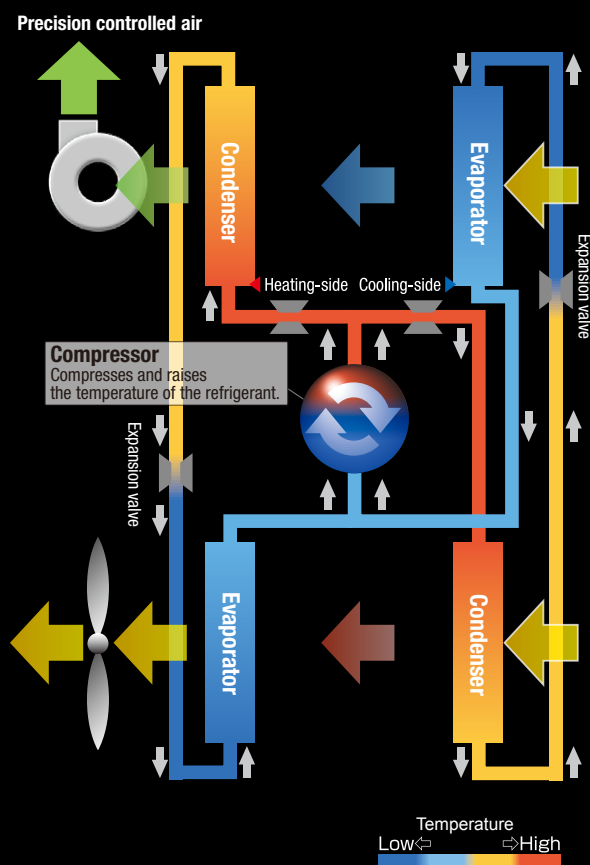 Precision controlled air
Condenser
Evaporator
Expansion valve
Heating-side
Cooling-side
Compressor
Compresses and raises
the temperature of the refrigerant.
Expansion valve
Evaporator
Condenser
Temperature
Low⇦ ⇨High